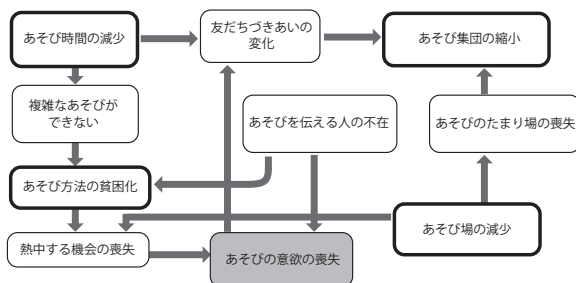 あそび時間の減少
友だちづきあいの
変化
あそび集団の縮小
複雑なあそびが
できない
あそびを伝える人の不在
あそびのたまり場の喪失
あそび方法の貧困化
あそび場の減少
熱中する機会の喪失
あそびの意欲の喪失